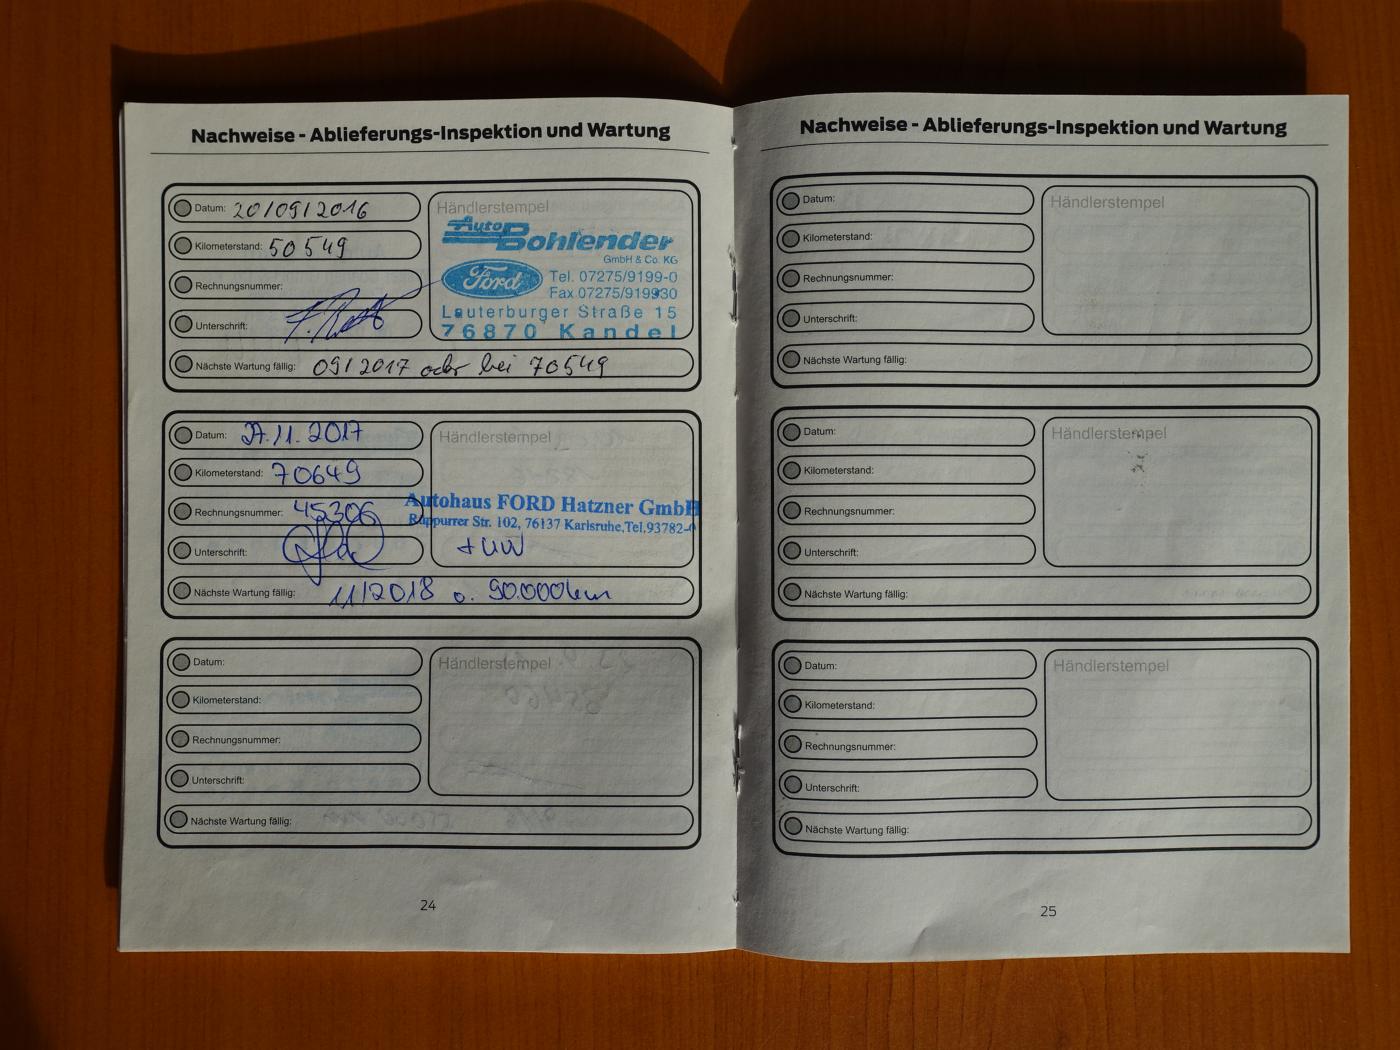 Nachweise - Ablieferungs-Inspektion und Wartung
Datum: 20/09/2016
Kilometerstand: 50549
Rechnungsnummer:
Unterschrift:
Händlerstempel
Auto Bohlender
GmbH & Co. KG
Ford
Tel. 07275/9199-0
Fax 07275/919930
Lauterburger Straße 15
76870 Kandel
Nächste Wartung fällig: 09/2017 oder bei 70549
Datum: 27.11.2017
Kilometerstand: 70649
Rechnungsnummer: 45306
Unterschrift:
Händlerstempel
Autohaus FORD Hatzner GmbH
Rüppurrer Str. 102, 76137 Karlsruhe,Tel.93782-0
Nächste Wartung fällig: 11/2018 o. 90.000km
Datum:
Kilometerstand:
Rechnungsnummer:
Unterschrift:
Händlerstempel
Nächste Wartung fällig:
24
Nachweise - Ablieferungs-Inspektion und Wartung
Datum:
Kilometerstand:
Rechnungsnummer:
Unterschrift:
Händlerstempel
Nächste Wartung fällig:
Datum:
Kilometerstand:
Rechnungsnummer:
Unterschrift:
Händlerstempel
Nächste Wartung fällig:
Datum:
Kilometerstand:
Rechnungsnummer:
Unterschrift:
Händlerstempel
Nächste Wartung fällig:
25